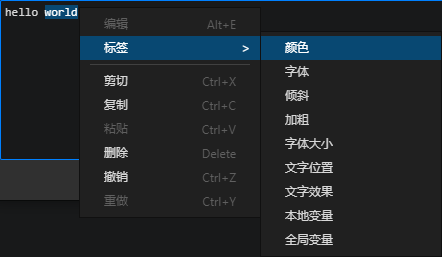 hello world
编辑 Alt+E
标签 >
剪切 Ctrl+X
复制 Ctrl+C
粘贴 Ctrl+V
删除 Delete
撤销 Ctrl+Z
重做 Ctrl+Y
颜色
字体
倾斜
加粗
字体大小
文字位置
文字效果
本地变量
全局变量